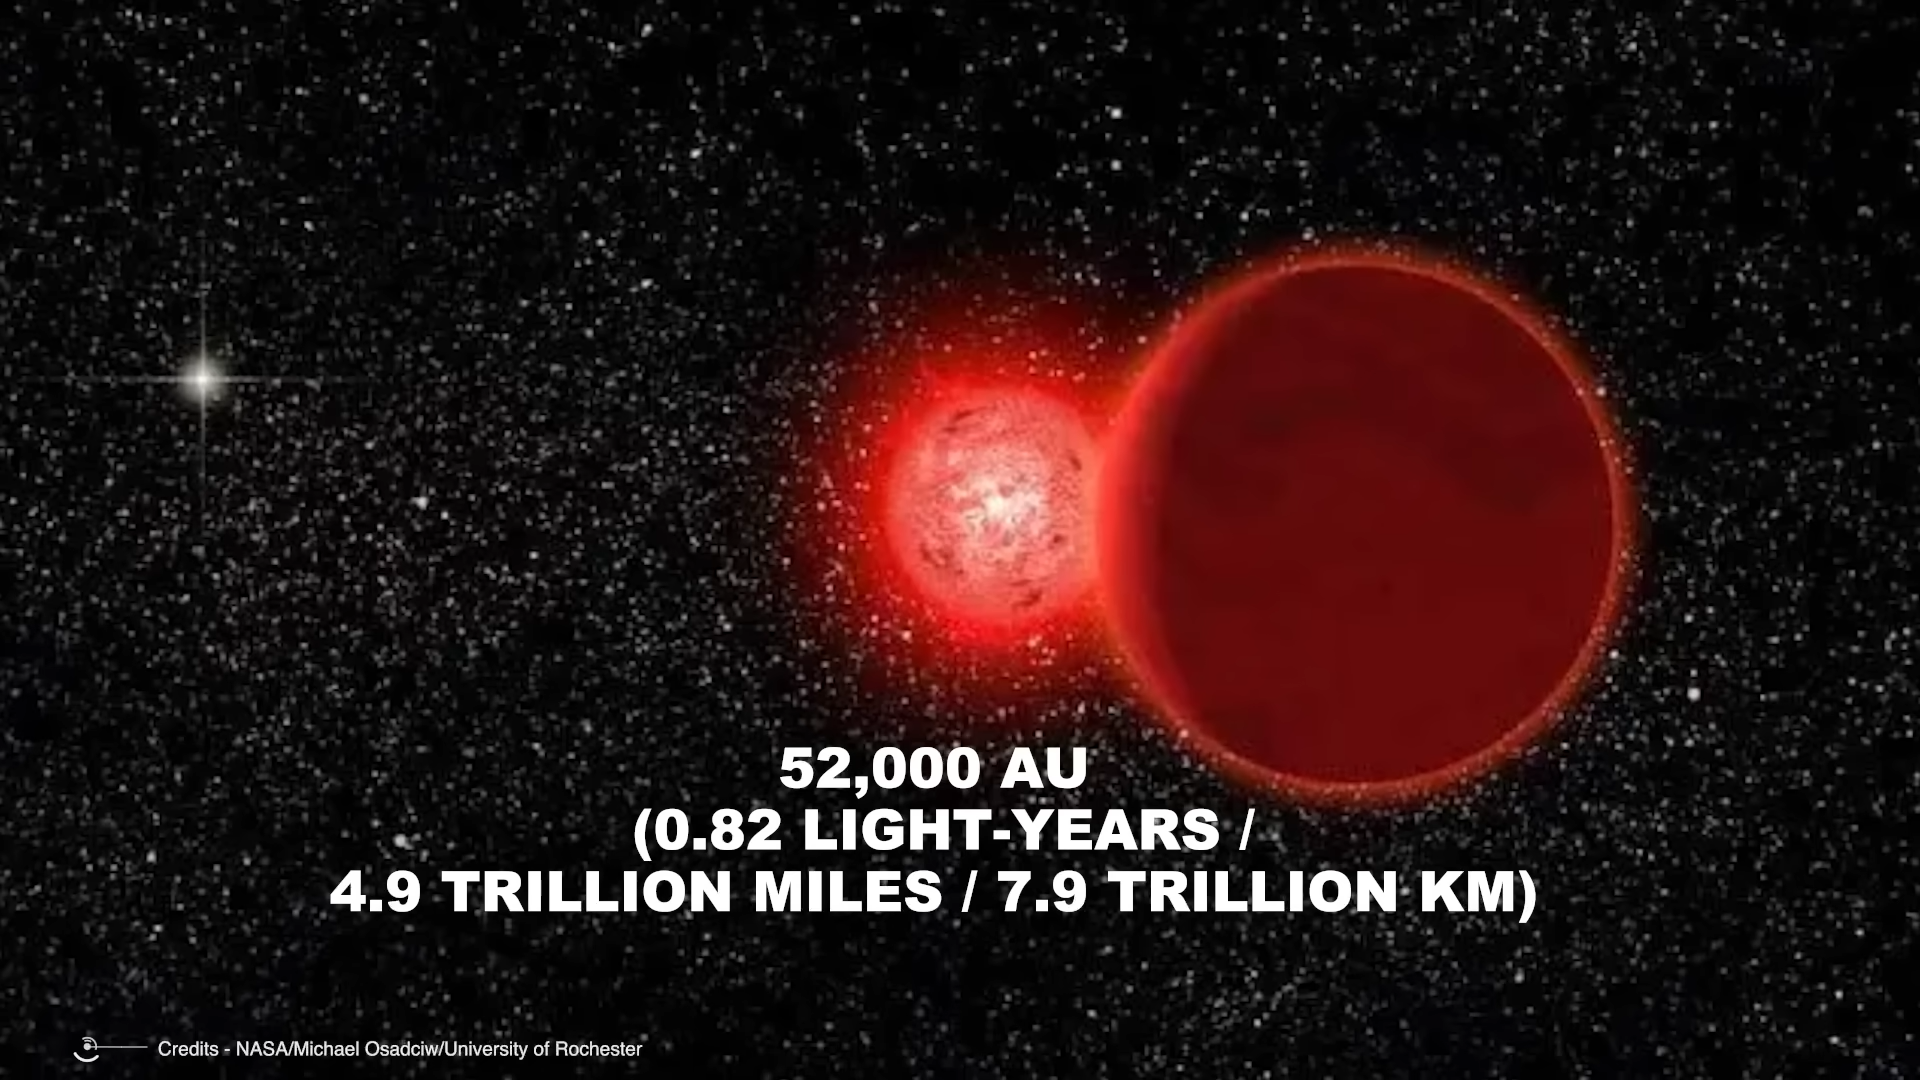 52,000 AU
(0.82 LIGHT-YEARS /
4.9 TRILLION MILES / 7.9 TRILLION KM)
Credits - NASA/Michael Osadciw/University of Rochester